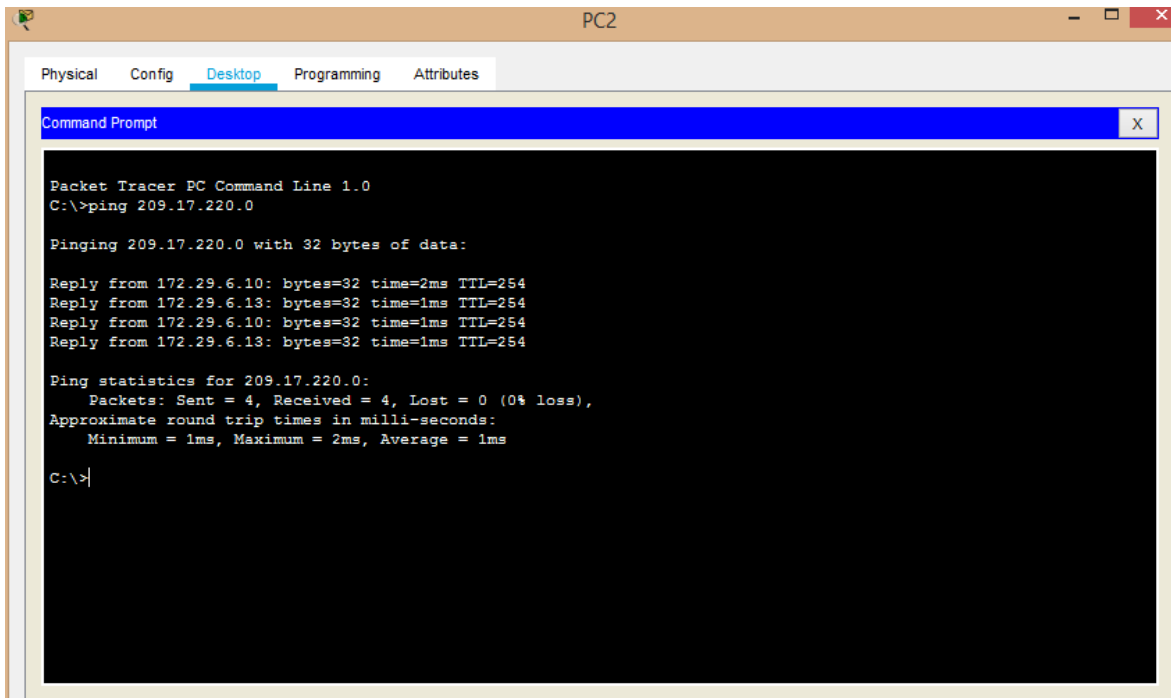 PC2
Physical Config Desktop Programming Attributes
Command Prompt X
Packet Tracer PC Command Line 1.0
C:\>ping 209.17.220.0
Pinging 209.17.220.0 with 32 bytes of data:
Reply from 172.29.6.10: bytes=32 time=2ms TTL=254
Reply from 172.29.6.13: bytes=32 time=1ms TTL=254
Reply from 172.29.6.10: bytes=32 time=1ms TTL=254
Reply from 172.29.6.13: bytes=32 time=1ms TTL=254
Ping statistics for 209.17.220.0:
Packets: Sent = 4, Received = 4, Lost = 0 (0% loss),
Approximate round trip times in milli-seconds:
Minimum = 1ms, Maximum = 2ms, Average = 1ms
C:\>